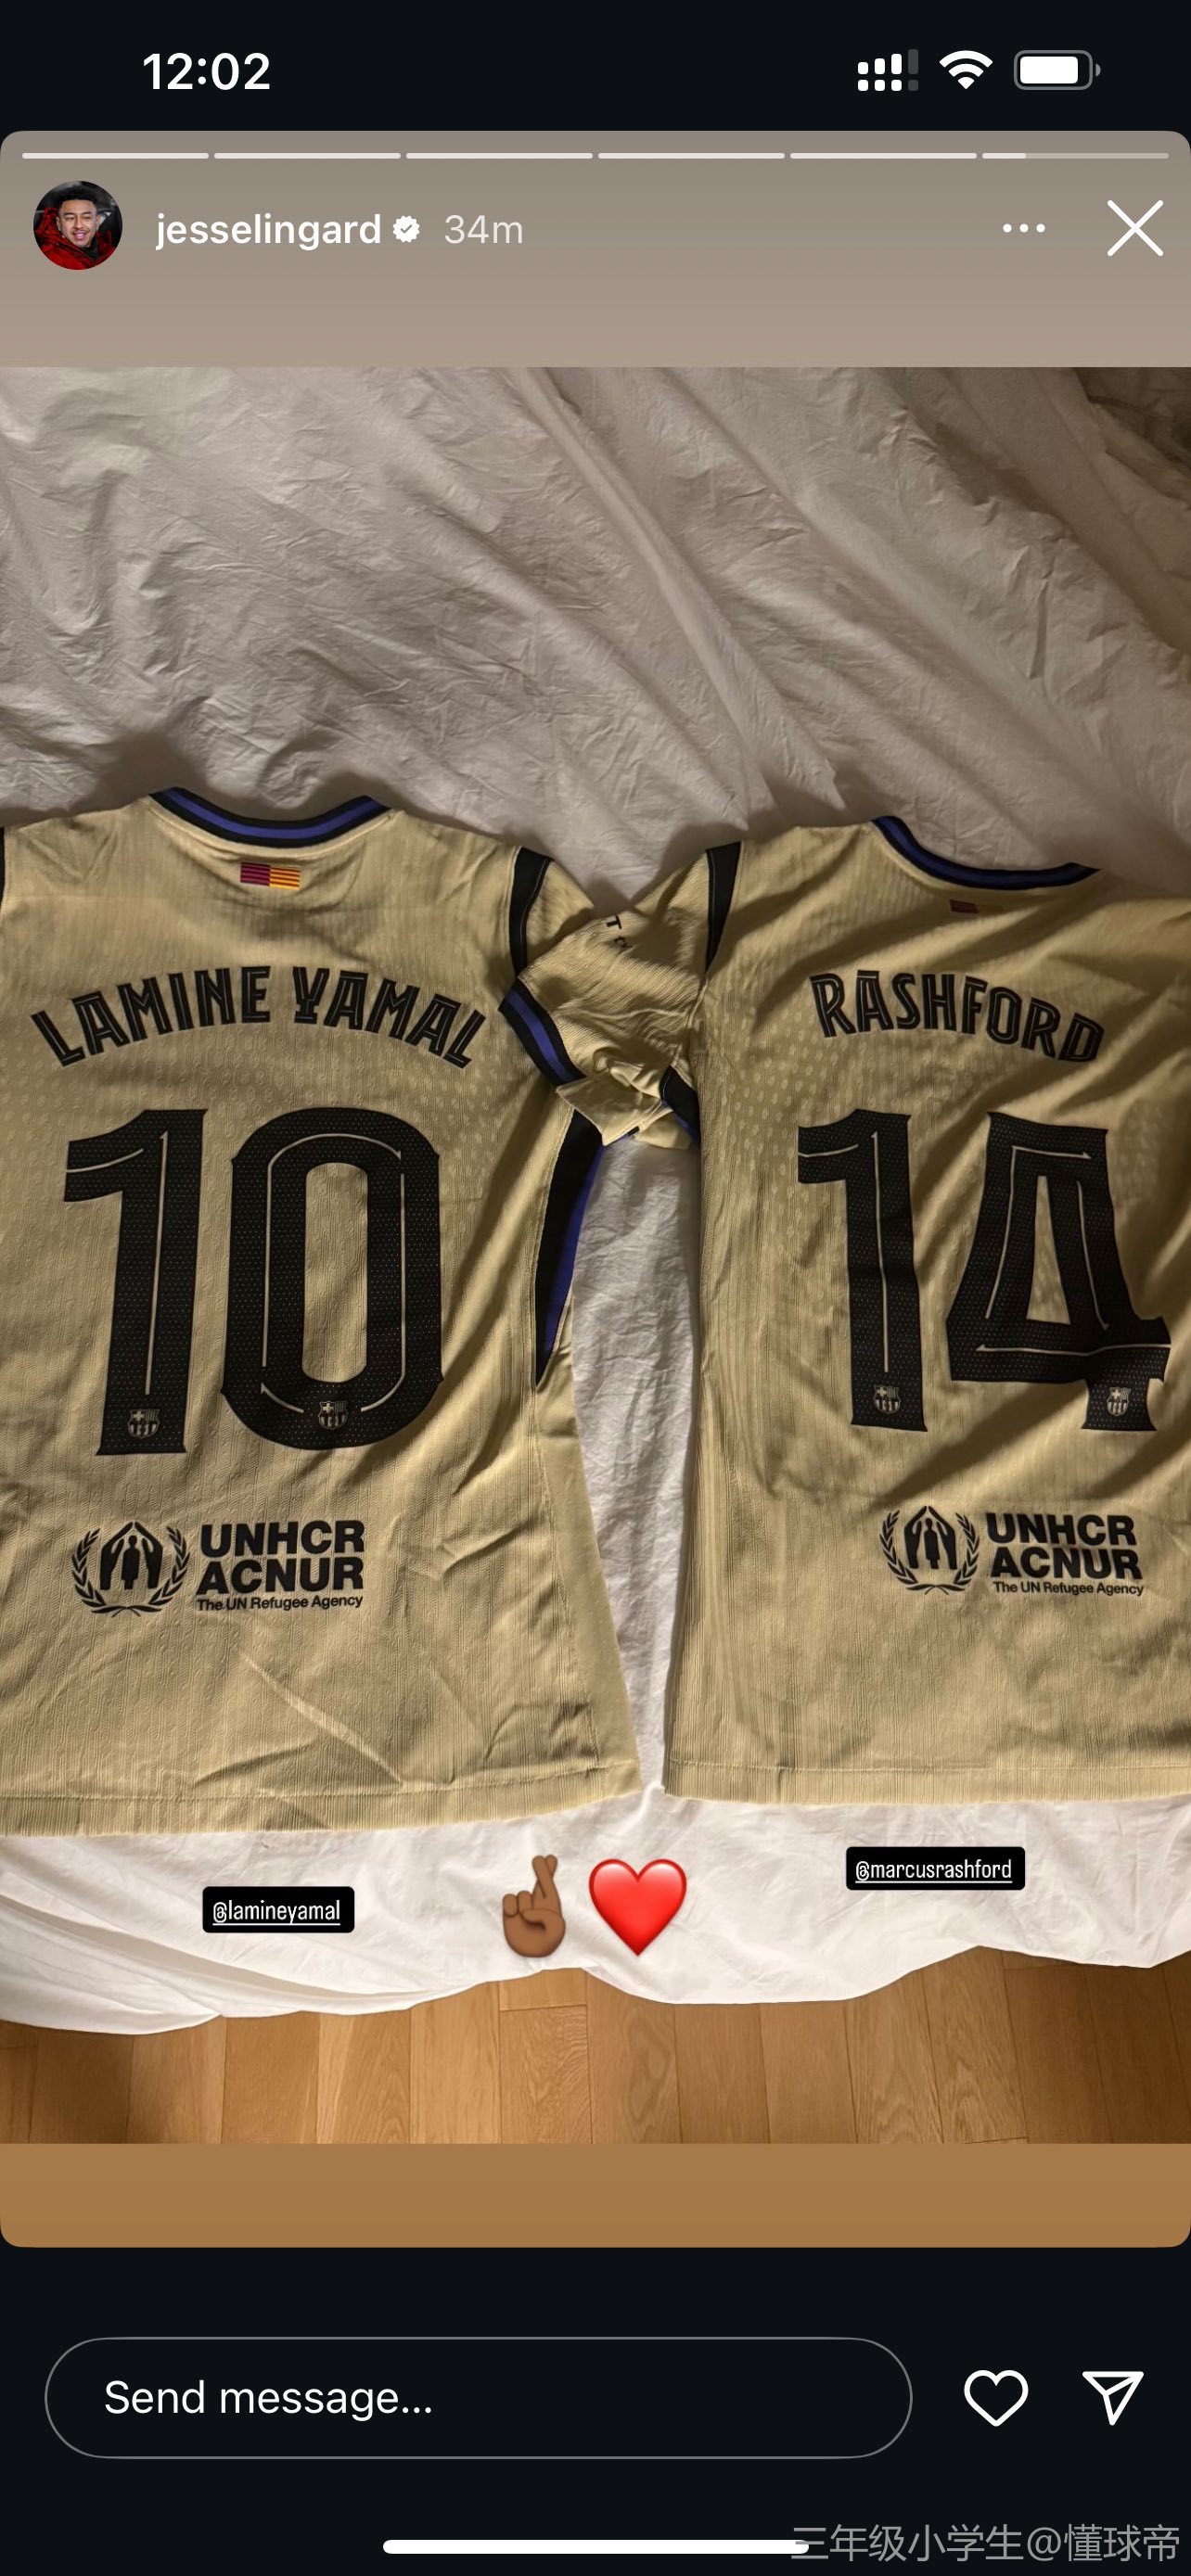 12:02
jesselingard 34m
LAMINE YAMAL
10
UNHCR
ACNUR
The UN Refugee Agency
RASHFORD
14
UNHCR
ACNUR
The UN Refugee Agency
@lamineyamal
@marcusrashford
Send message...
三年级小学生@懂球帝